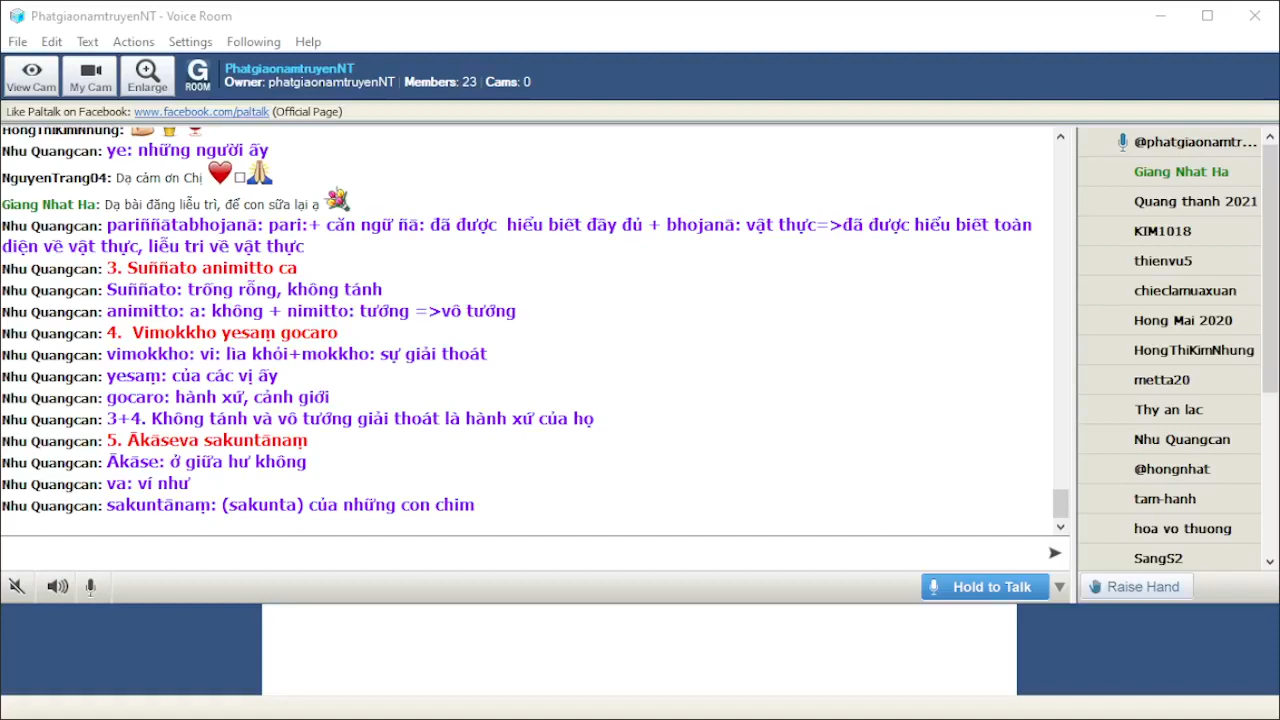 PhatgiaonamtruyenNT - Voice Room
File Edit Text Actions Settings Following Help
View Cam My Cam Enlarge G ROOM
PhatgiaonamtruyenNT
Owner: phatgiaonamtruyenNT | Members: 23 | Cams: 0
Like Paltalk on Facebook: www.facebook.com/paltalk (Official Page)
HongThiKimNhung:
Nhu Quangcan: ye: những người ấy
NguyenTrang04: Dạ cảm ơn Chị
Giang Nhat Ha: Dạ bài đăng liễu trì, để con sữa lại ạ
Nhu Quangcan: pariññātabhojanā: pari:+ căn ngữ ñā: đã được hiểu biết đầy đủ + bhojanā: vật thực=>đã được hiểu biết toàn
diện về vật thực, liễu tri về vật thực
Nhu Quangcan: 3. Suññato animitto ca
Nhu Quangcan: Suññato: trống rỗng, không tánh
Nhu Quangcan: animitto: a: không + nimitto: tướng =>vô tướng
Nhu Quangcan: 4. Vimokkho yesaṃ gocaro
Nhu Quangcan: vimokkho: vi: lìa khỏi+mokkho: sự giải thoát
Nhu Quangcan: yesaṃ: của các vị ấy
Nhu Quangcan: gocaro: hành xứ, cảnh giới
Nhu Quangcan: 3+4. Không tánh và vô tướng giải thoát là hành xứ của họ
Nhu Quangcan: 5. Ākāseva sakuntānaṃ
Nhu Quangcan: Ākāse: ở giữa hư không
Nhu Quangcan: va: ví như
Nhu Quangcan: sakuntānaṃ: (sakunta) của những con chim
Hold to Talk
@phatgiaonamtr...
Giang Nhat Ha
Quang thanh 2021
KIM1018
thienvu5
chieclamuaxuan
Hong Mai 2020
HongThiKimNhung
metta20
Thy an lac
Nhu Quangcan
@hongnhat
tam-hanh
hoa vo thuong
SangS2
Raise Hand